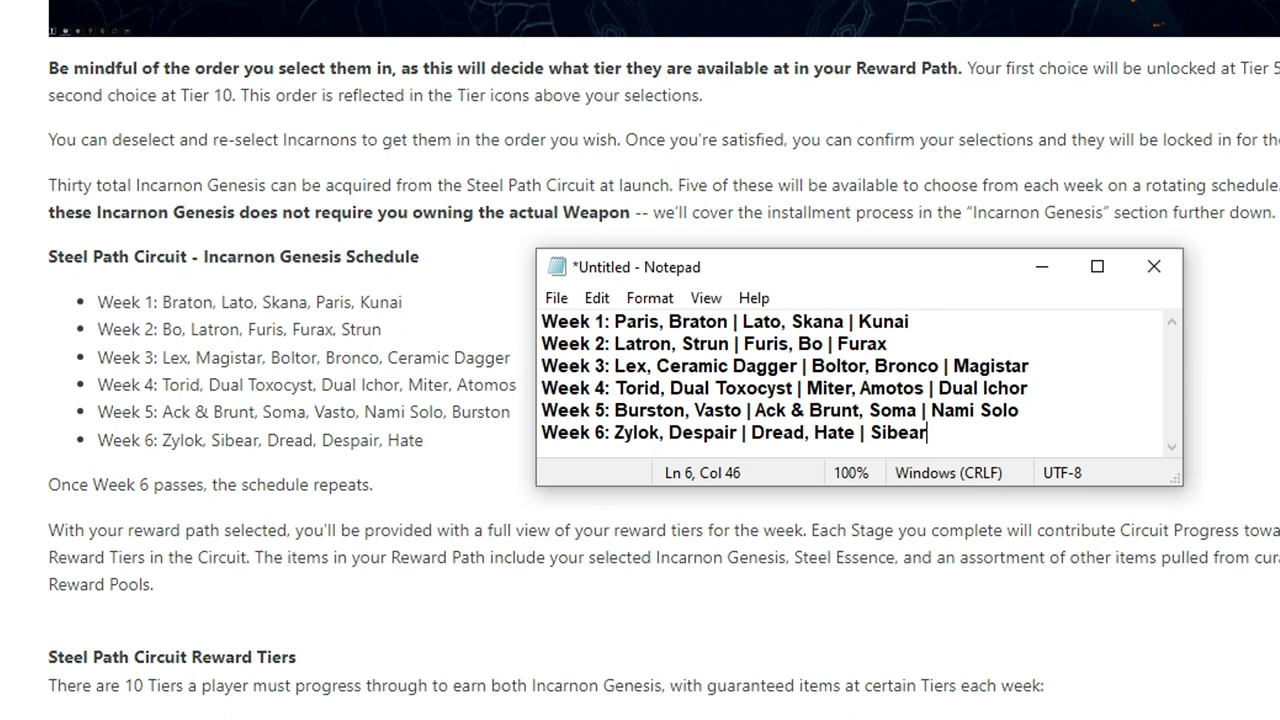 Be mindful of the order you select them in, as this will decide what tier they are available at in your Reward Path. Your first choice will be unlocked at Tier 5
second choice at Tier 10. This order is reflected in the Tier icons above your selections.
You can deselect and re-select Incarnons to get them in the order you wish. Once you're satisfied, you can confirm your selections and they will be locked in for the
Thirty total Incarnon Genesis can be acquired from the Steel Path Circuit at launch. Five of these will be available to choose from each week on a rotating schedule.
these Incarnon Genesis does not require you owning the actual Weapon -- we'll cover the installment process in the “Incarnon Genesis” section further down.
Steel Path Circuit - Incarnon Genesis Schedule
Week 1: Braton, Lato, Skana, Paris, Kunai
Week 2: Bo, Latron, Furis, Furax, Strun
Week 3: Lex, Magistar, Boltor, Bronco, Ceramic Dagger
Week 4: Torid, Dual Toxocyst, Dual Ichor, Miter, Atomos
Week 5: Ack & Brunt, Soma, Vasto, Nami Solo, Burston
Week 6: Zylok, Sibear, Dread, Despair, Hate
*Untitled - Notepad
File Edit Format View Help
Week 1: Paris, Braton | Lato, Skana | Kunai
Week 2: Latron, Strun | Furis, Bo | Furax
Week 3: Lex, Ceramic Dagger | Boltor, Bronco | Magistar
Week 4: Torid, Dual Toxocyst | Miter, Amotos | Dual Ichor
Week 5: Burston, Vasto | Ack & Brunt, Soma | Nami Solo
Week 6: Zylok, Despair | Dread, Hate | Sibear
Ln 6, Col 46 100% Windows (CRLF) UTF-8
Once Week 6 passes, the schedule repeats.
With your reward path selected, you'll be provided with a full view of your reward tiers for the week. Each Stage you complete will contribute Circuit Progress
Reward Tiers in the Circuit. The items in your Reward Path include your selected Incarnon Genesis, Steel Essence, and an assortment of other items pulled from
Reward Pools.
Steel Path Circuit Reward Tiers
There are 10 Tiers a player must progress through to earn both Incarnon Genesis, with guaranteed items at certain Tiers each week: